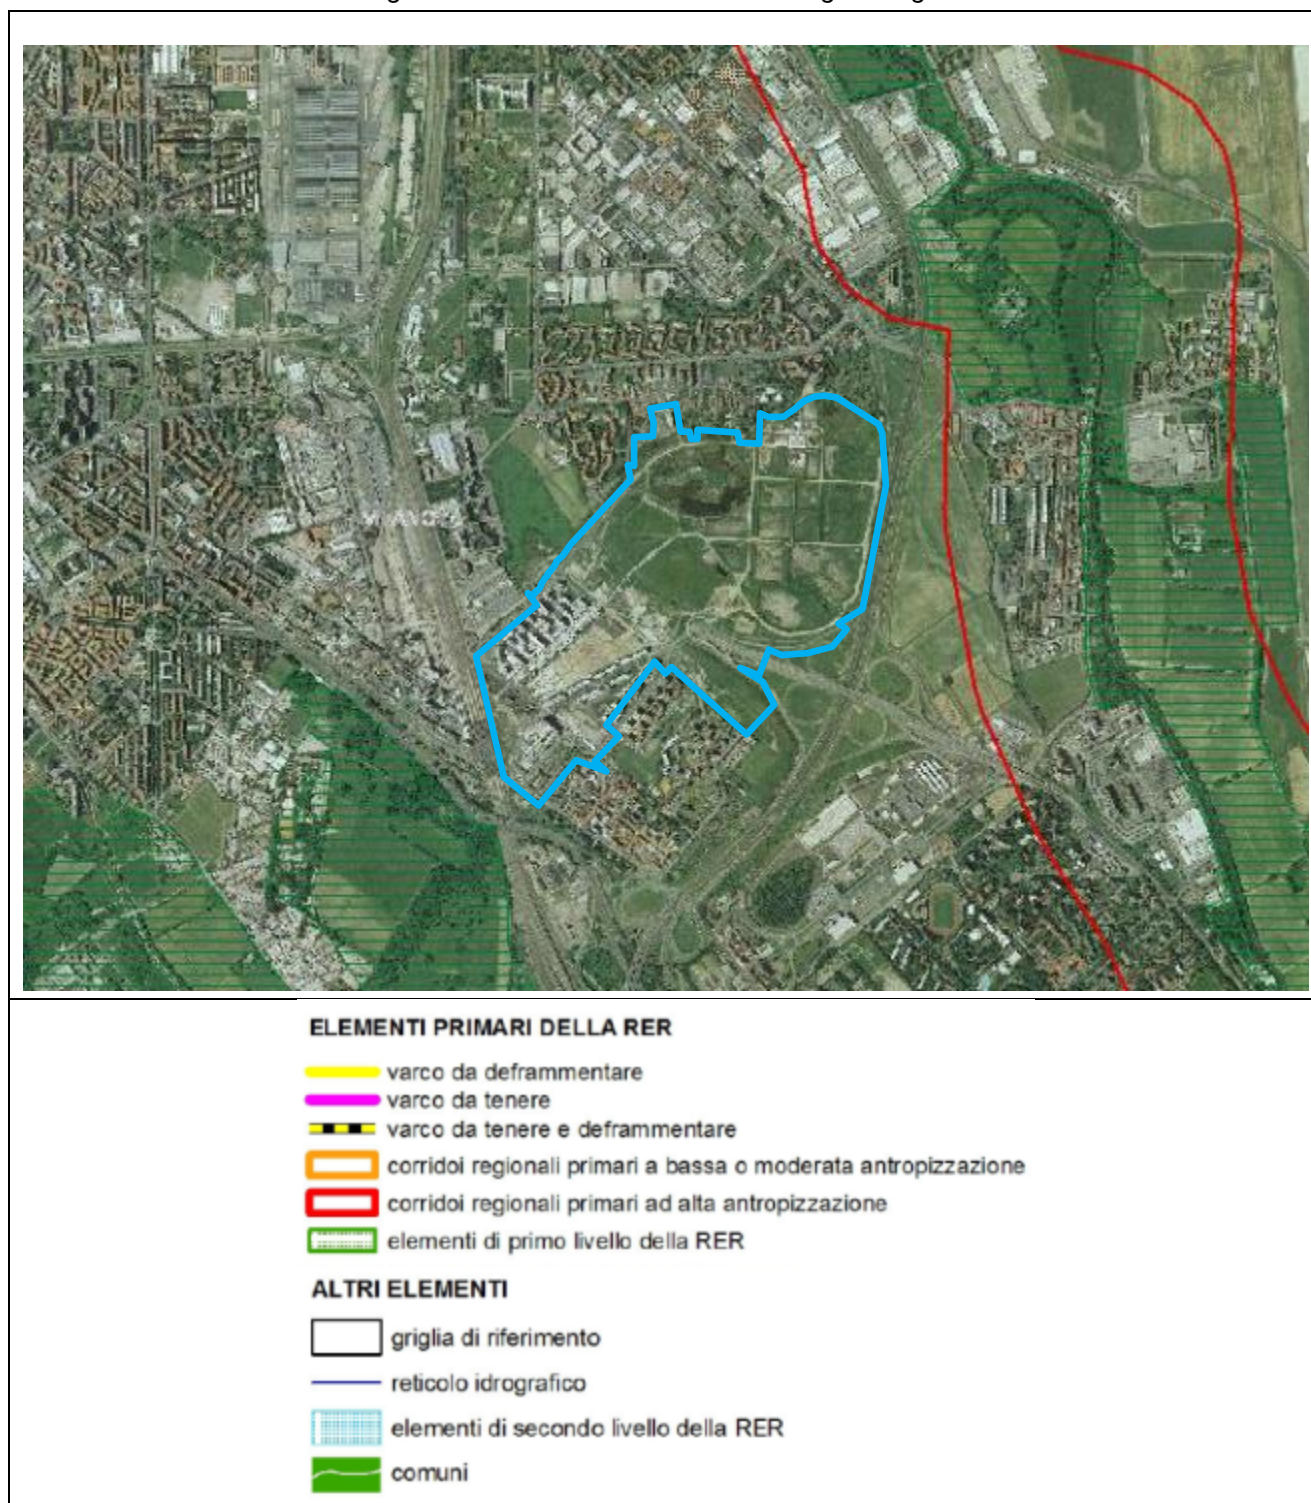 ELEMENTI PRIMARI DELLA RER
varco da deframmentare
varco da tenere
varco da tenere e deframmentare
corridoi regionali primari a bassa o moderata antropizzazione
corridoi regionali primari ad alta antropizzazione
elementi di primo livello della RER
ALTRI ELEMENTI
griglia di riferimento
reticolo idrografico
elementi di secondo livello della RER
comuni